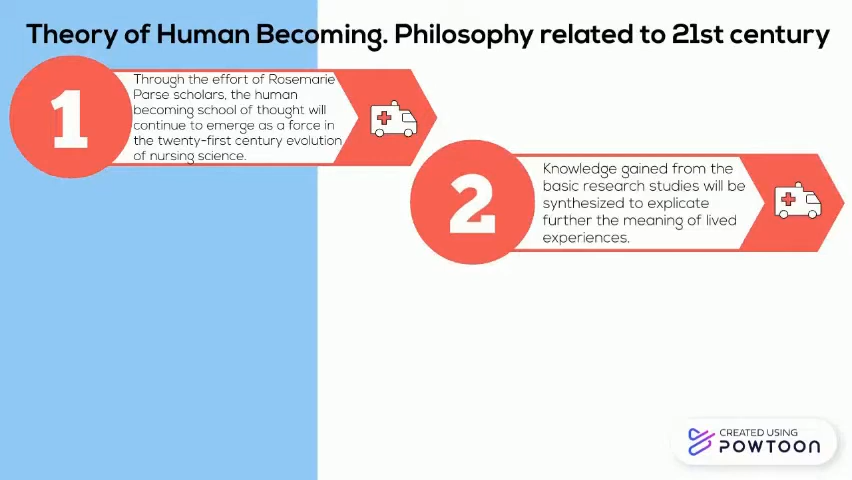 Theory of Human Becoming. Philosophy related to 21st century
1
Through the effort of Rosemarie
Parse scholars, the human
becoming school of thought will
continue to emerge as a force in
the twenty-first century evolution
of nursing science.
2
Knowledge gained from the
basic research studies will be
synthesized to explicate
further the meaning of lived
experiences.
CREATED USING
POWTOON